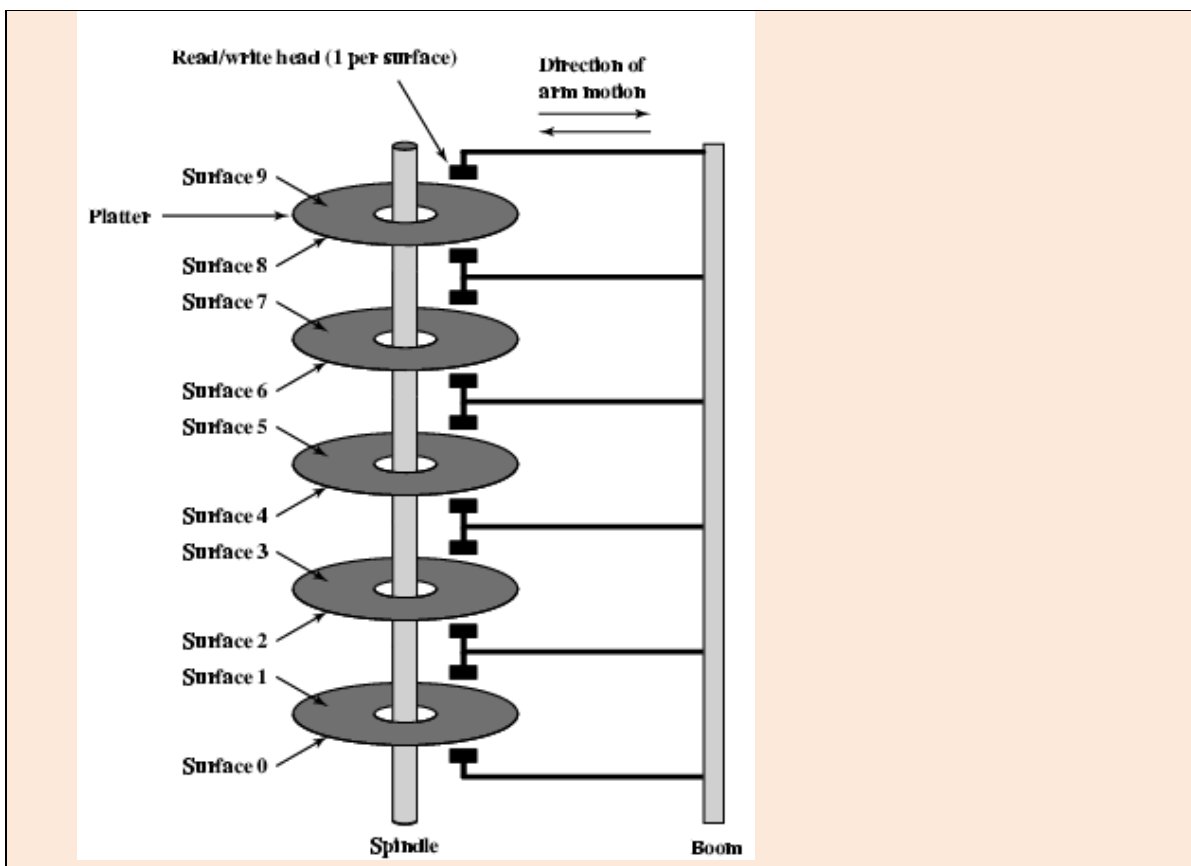 Read/write head (1 per surface)
Direction of
arm motion
Surface 9
Platter
Surface 8
Surface 7
Surface 6
Surface 5
Surface 4
Surface 3
Surface 2
Surface 1
Surface 0
Spindle
Boom